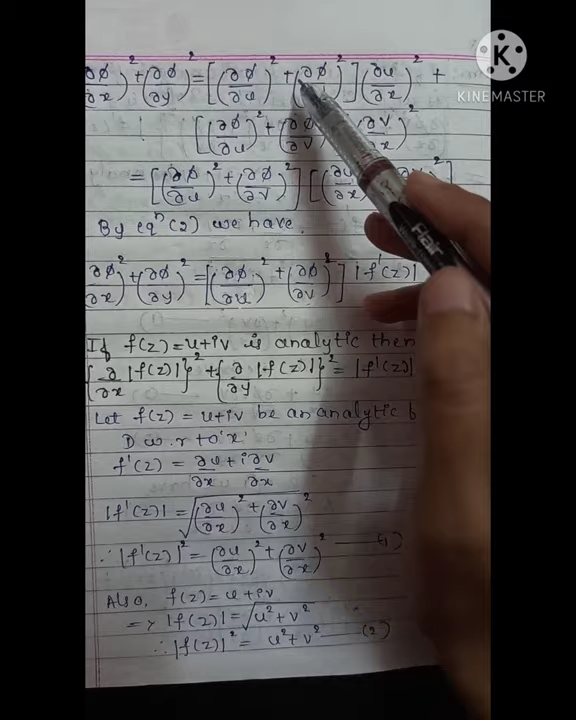 K
KINEMASTER
(∂Ø/∂x)² + (∂Ø/∂y)² = [(∂Ø/∂u)² + (∂Ø )²] (∂u/∂x)² +
[(∂Ø/∂u)² + (∂Ø/∂v) (∂v/∂x)²
= [(∂Ø/∂u)² + (∂Ø/∂v)²] [(∂u/∂x) ∂v ²]
By eqⁿ (2) we have.
(∂Ø/∂x)² + (∂Ø/∂y)² = [(∂Ø/∂u)² + (∂Ø/∂v)²] |f'(z)|
If f(z) = u+iv is analytic then
{∂/∂x |f(z)|}² + {∂/∂y |f(z)|}² = |f'(z)|
Let f(z) = u+iv be an analytic
D w.r to 'x'
f'(z) = ∂u/∂x + i ∂v/∂x
|f'(z)| = √(∂u/∂x)² + (∂v/∂x)²
∴ |f'(z)|² = (∂u/∂x)² + (∂v/∂x)² —(1)
Also, f(z) = u+iv
=> |f(z)| = √u²+v²
∴ |f(z)|² = u²+v² —(2)
Flair